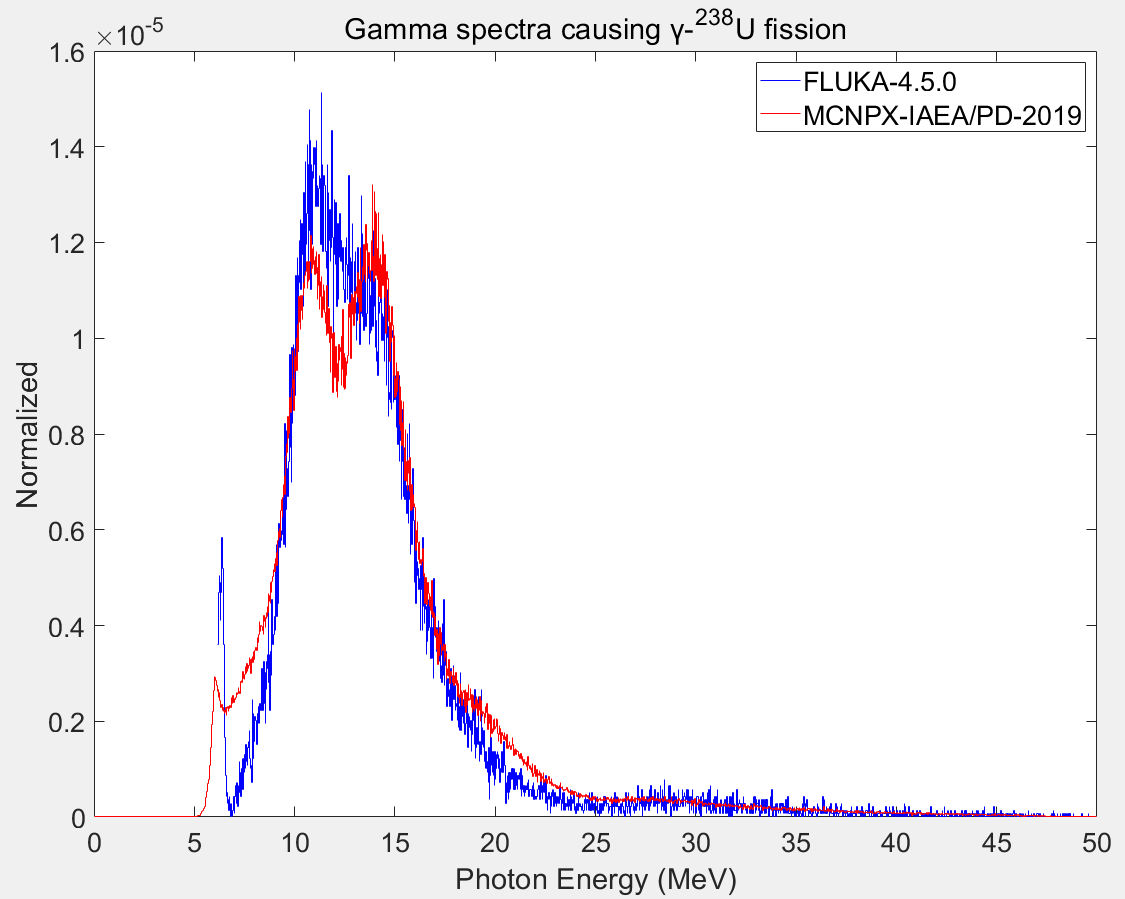 Gamma spectra causing γ-²³⁸U fission
×10⁻⁵
FLUKA-4.5.0
MCNPX-IAEA/PD-2019
1.6
1.4
1.2
1
0.8
0.6
0.4
0.2
0
Normalized
0 5 10 15 20 25 30 35 40 45 50
Photon Energy (MeV)